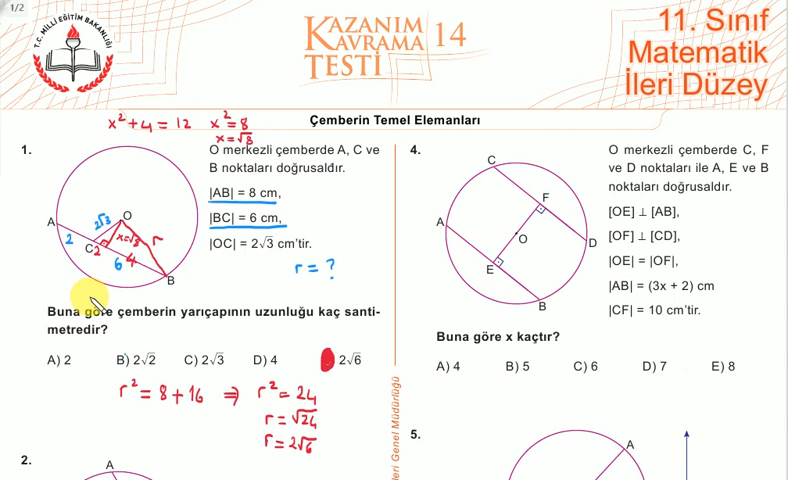 1/2
T.C. MİLLİ EĞİTİM BAKANLIĞI
KAZANIM
KAVRAMA 14
TESTİ
11. Sınıf
Matematik
İleri Düzey
x² + 4 = 12 x² = 8
x = √8
Çemberin Temel Elemanları
1.
O merkezli çemberde A, C ve
B noktaları doğrusaldır.
|AB| = 8 cm,
|BC| = 6 cm,
|OC| = 2√3 cm'tir.
r = ?
A
O
C
B
2√3
2
2
x=√8
r
6
4
Buna göre çemberin yarıçapının uzunluğu kaç santi-
metredir?
A) 2 B) 2√2 C) 2√3 D) 4 2√6
r² = 8 + 16 ⇒ r² = 24
r = √24
r = 2√6
2.
A
4.
C
F
A
O
D
E
B
O merkezli çemberde C, F
ve D noktaları ile A, E ve B
noktaları doğrusaldır.
[OE] ⊥ [AB],
[OF] ⊥ [CD],
|OE| = |OF|,
|AB| = (3x + 2) cm
|CF| = 10 cm'tir.
Buna göre x kaçtır?
A) 4 B) 5 C) 6 D) 7 E) 8
5.
A
leri Genel Müdürlüğü